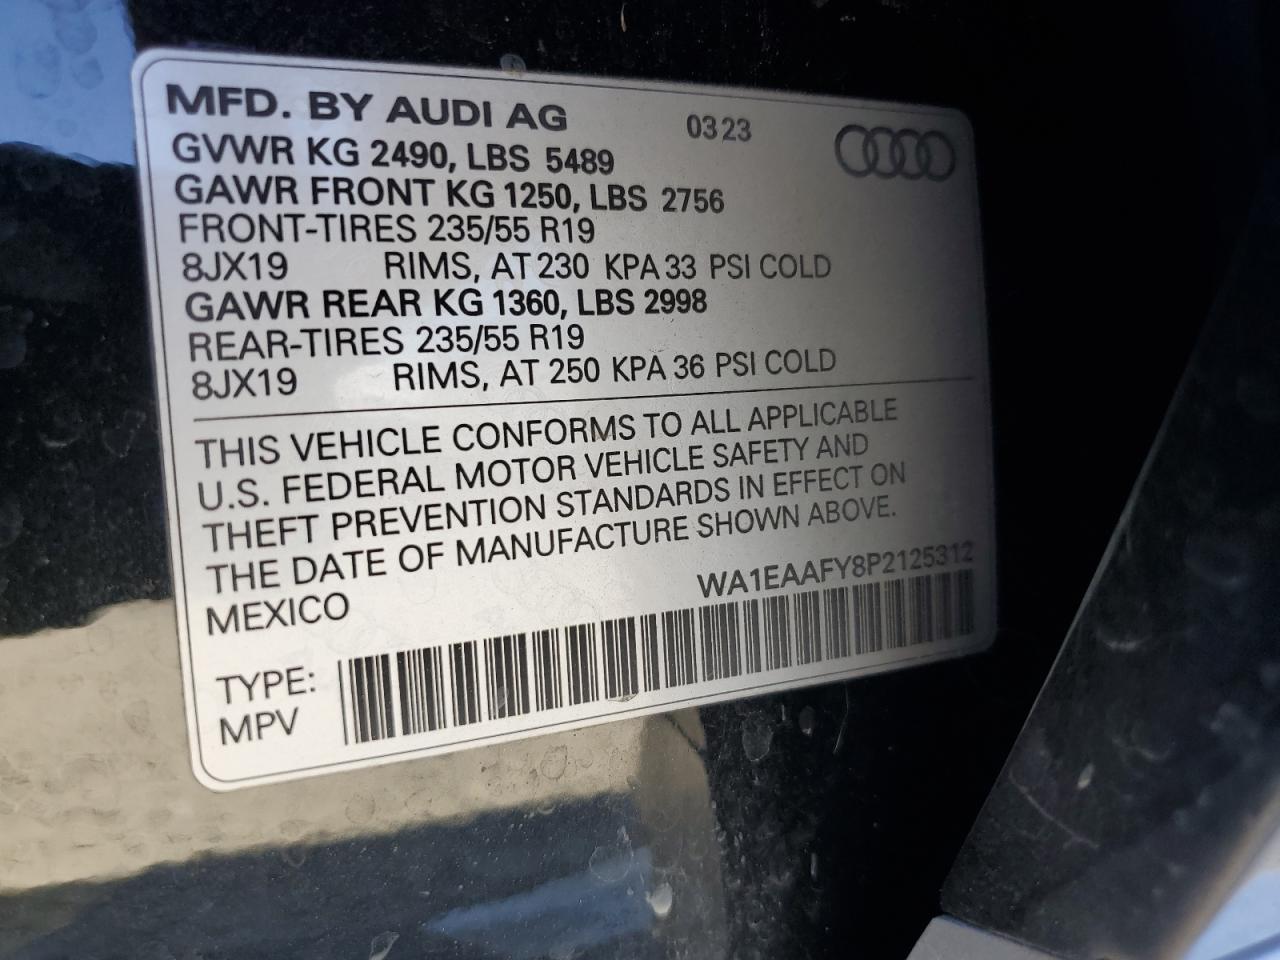 MFD. BY AUDI AG 0323
GVWR KG 2490, LBS 5489
GAWR FRONT KG 1250, LBS 2756
FRONT-TIRES 235/55 R19
8JX19 RIMS, AT 230 KPA 33 PSI COLD
GAWR REAR KG 1360, LBS 2998
REAR-TIRES 235/55 R19
8JX19 RIMS, AT 250 KPA 36 PSI COLD
THIS VEHICLE CONFORMS TO ALL APPLICABLE
U.S. FEDERAL MOTOR VEHICLE SAFETY AND
THEFT PREVENTION STANDARDS IN EFFECT ON
THE DATE OF MANUFACTURE SHOWN ABOVE.
MEXICO WA1EAAFY8P2125312
TYPE:
MPV